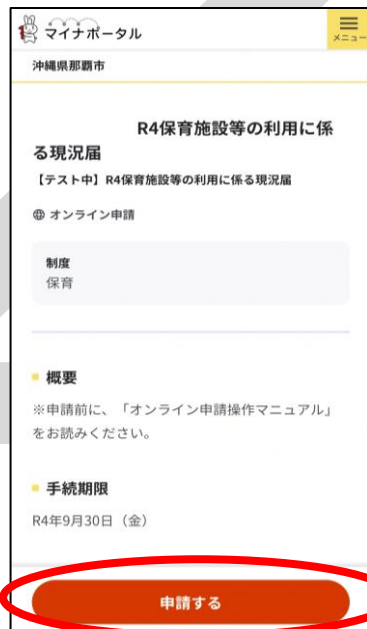 マイナポータル
メニュー
沖縄県那覇市
R4保育施設等の利用に係
る現況届
【テスト中】R4保育施設等の利用に係る現況届
オンライン申請
制度
保育
概要
※申請前に、「オンライン申請操作マニュアル」
をお読みください。
手続期限
R4年9月30日（金）
申請する